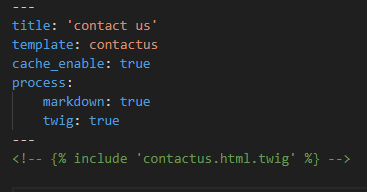 ---
title: 'contact us'
template: contactus
cache_enable: true
process:
    markdown: true
    twig: true
---
<!-- {% include 'contactus.html.twig' %} -->